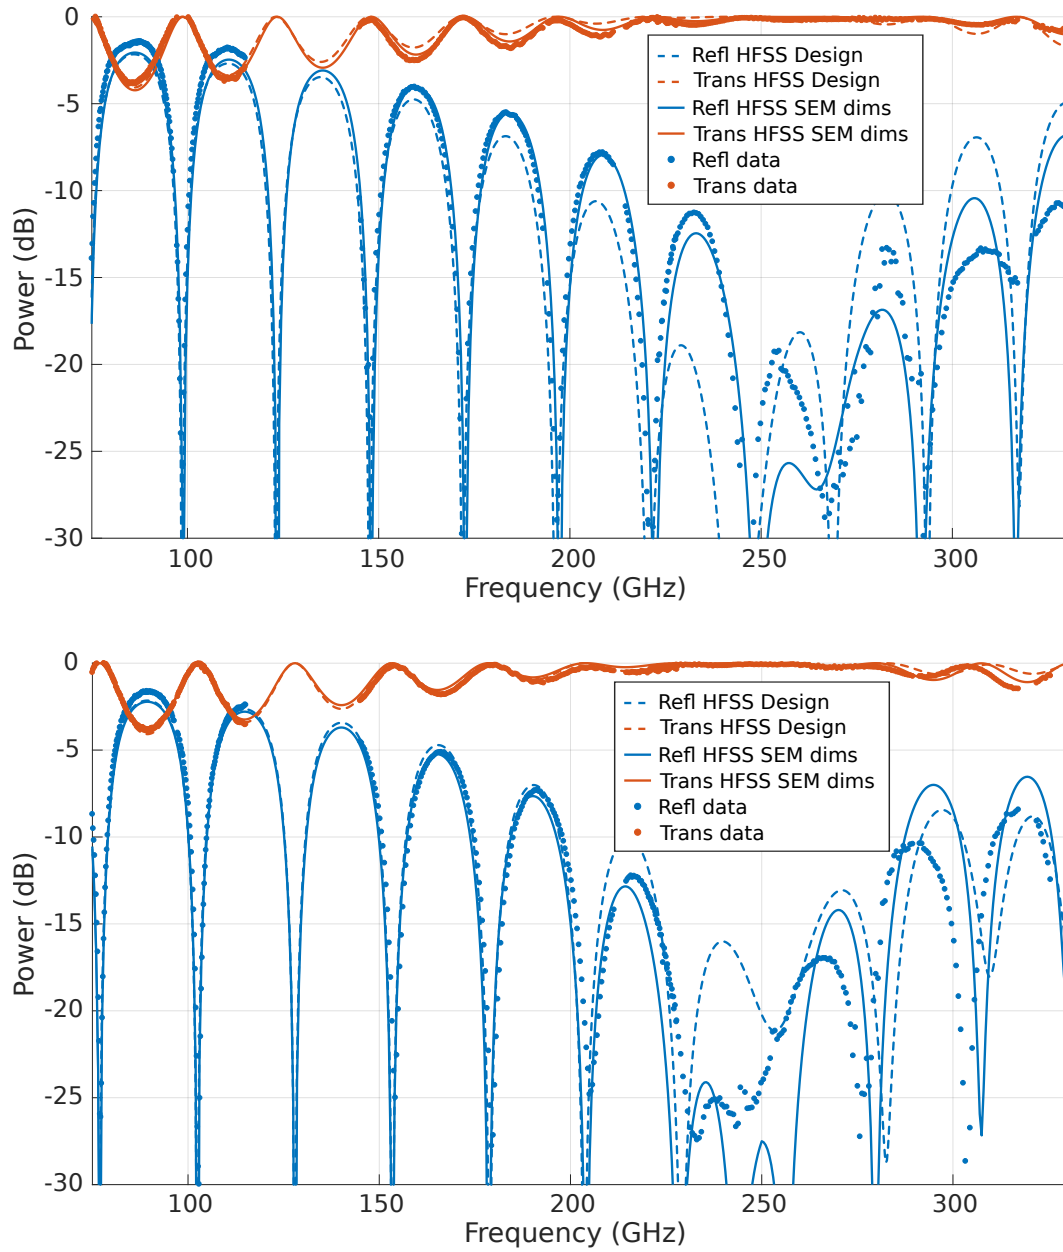 0
-5
-10
-15
-20
-25
-30
Power (dB)
100 150 200 250 300
Frequency (GHz)
Refl HFSS Design
Trans HFSS Design
Refl HFSS SEM dims
Trans HFSS SEM dims
Refl data
Trans data
0
-5
-10
-15
-20
-25
-30
Power (dB)
100 150 200 250 300
Frequency (GHz)
Refl HFSS Design
Trans HFSS Design
Refl HFSS SEM dims
Trans HFSS SEM dims
Refl data
Trans data